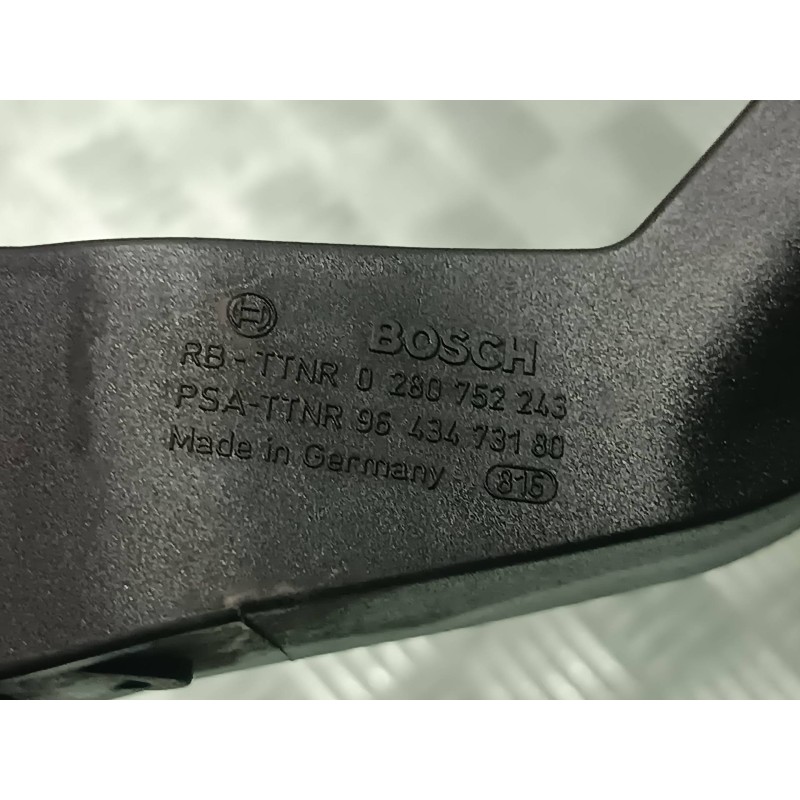 BOSCH
RB-TTNR 0 280 752 243
PSA-TTNR 96 434 731 80
Made in Germany 815